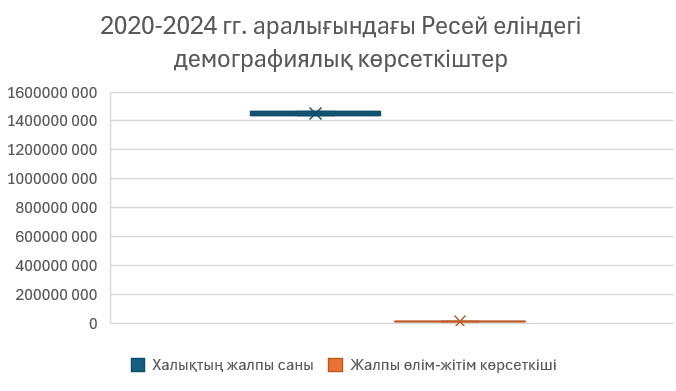 2020-2024 гг. аралығындағы Ресей еліндегі
демографиялық көрсеткіштер
1600000 000
1400000 000
1200000 000
1000000 000
800000 000
600000 000
400000 000
200000 000
0
Халықтың жалпы саны
Жалпы өлім-жітім көрсеткіші